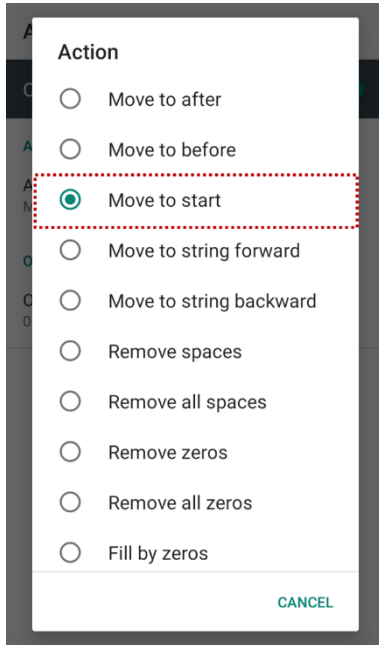 Action
Move to after
Move to before
Move to start
Move to string forward
Move to string backward
Remove spaces
Remove all spaces
Remove zeros
Remove all zeros
Fill by zeros
CANCEL